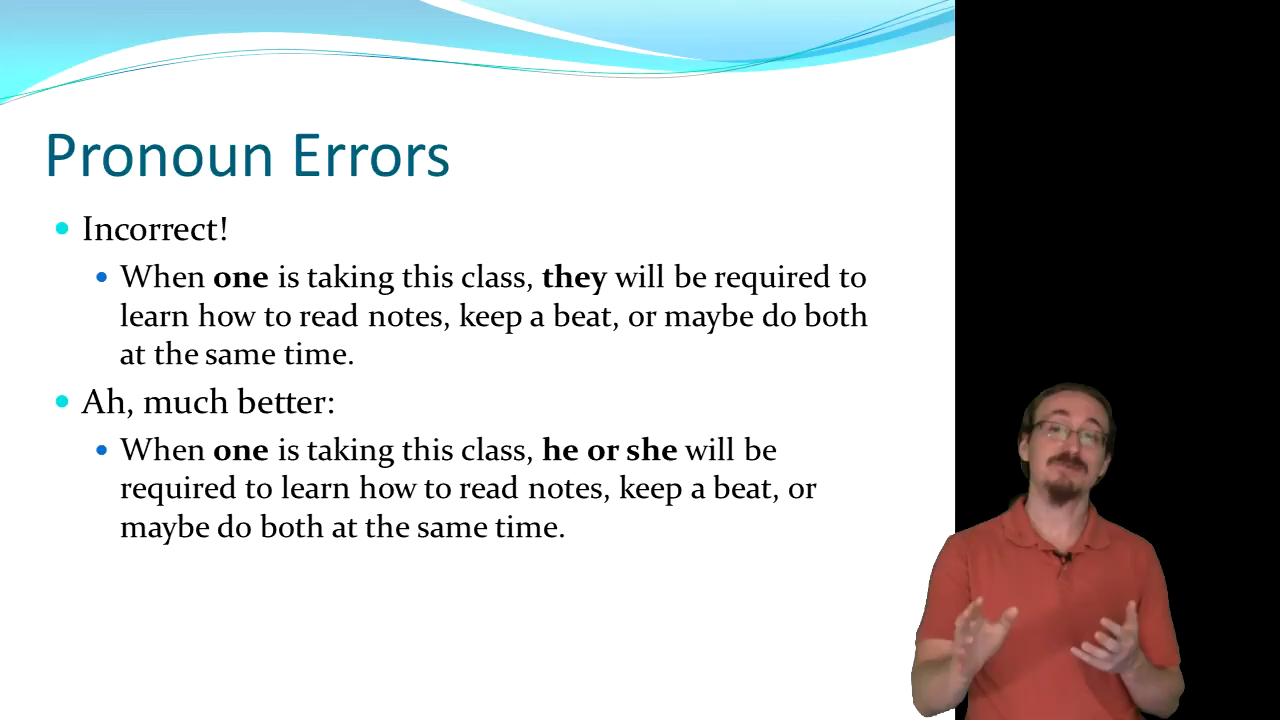 Pronoun Errors
Incorrect!
When one is taking this class, they will be required to
learn how to read notes, keep a beat, or maybe do both
at the same time.
Ah, much better:
When one is taking this class, he or she will be
required to learn how to read notes, keep a beat, or
maybe do both at the same time.